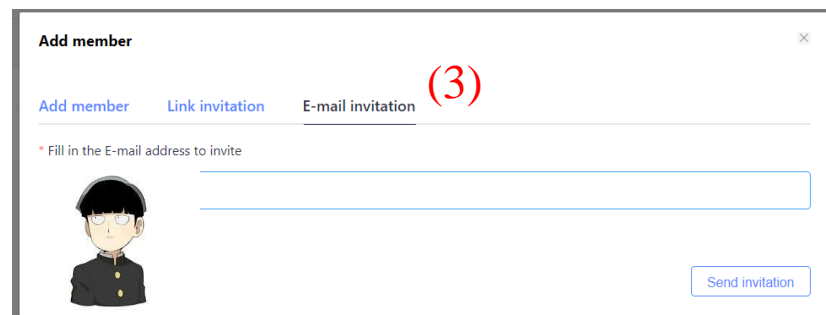 Add member
Add member Link invitation E-mail invitation (3)
* Fill in the E-mail address to invite
Send invitation